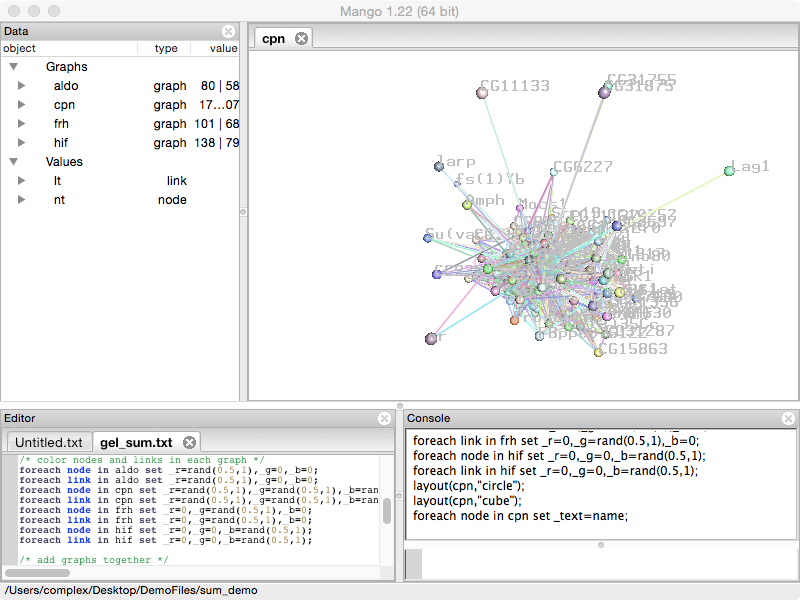 Mango 1.22 (64 bit)
Data
object type value
Graphs
aldo graph 80 | 58
cpn graph 17...07
frh graph 101 | 68
hif graph 138 | 79
Values
lt link
nt node
cpn
CG11133
CG31755
CG31875
larp
CG6227
Lag1
fs(1)Yb
Amph
CG15863
Editor
Untitled.txt gel_sum.txt
/* color nodes and links in each graph */
foreach node in aldo set _r=rand(0.5,1),_g=0,_b=0;
foreach link in aldo set _r=rand(0.5,1),_g=0,_b=0;
foreach node in cpn set _r=rand(0.5,1),_g=rand(0.5,1),_b=ran
foreach link in cpn set _r=rand(0.5,1),_g=rand(0.5,1),_b=ran
foreach node in frh set _r=0,_g=rand(0.5,1),_b=0;
foreach link in frh set _r=0,_g=rand(0.5,1),_b=0;
foreach node in hif set _r=0,_g=0,_b=rand(0.5,1);
foreach link in hif set _r=0,_g=0,_b=rand(0.5,1);
/* add graphs together */
Console
foreach link in frh set _r=0,_g=rand(0.5,1),_b=0;
foreach node in hif set _r=0,_g=0,_b=rand(0.5,1);
foreach link in hif set _r=0,_g=0,_b=rand(0.5,1);
layout(cpn,"circle");
layout(cpn,"cube");
foreach node in cpn set _text=name;
/Users/complex/Desktop/DemoFiles/sum_demo